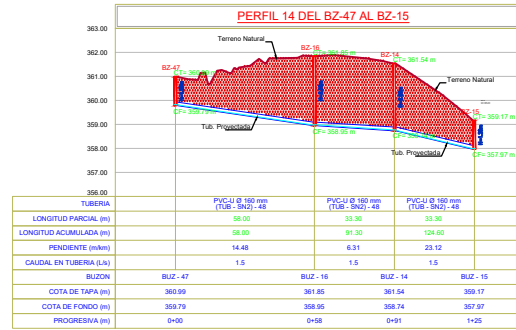 PERFIL 14 DEL BZ-47 AL BZ-15
363.00
362.00
361.00
360.00
359.00
358.00
357.00
356.00
Terreno Natural
BZ-16
CT= 361.85 m
BZ-14
CT= 361.54 m
BZ-47
Terreno Natural
BZ-15
CT= 359.17 m
CF= 359.79 m
Tub. Proyectada
CF= 358.95 m
Tub. Proyectada
CF= 357.97 m
TUBERIA PVC-U Ø 160 mm PVC-U Ø 160 mm PVC-U Ø 160 mm
(TUB - SN2) - 48 (TUB - SN2) - 48 (TUB - SN2) - 48
LONGITUD PARCIAL (m) 58.00 33.30 33.30
LONGITUD ACUMULADA (m) 58.00 91.30 124.60
PENDIENTE (m/km) 14.48 6.31 23.12
CAUDAL EN TUBERIA (L/s) 1.5 1.5 1.5
BUZON BUZ - 47 BUZ - 16 BUZ - 14 BUZ - 15
COTA DE TAPA (m) 360.99 361.85 361.54 359.17
COTA DE FONDO (m) 359.79 358.95 358.74 357.97
PROGRESIVA (m) 0+00 0+58 0+91 1+25